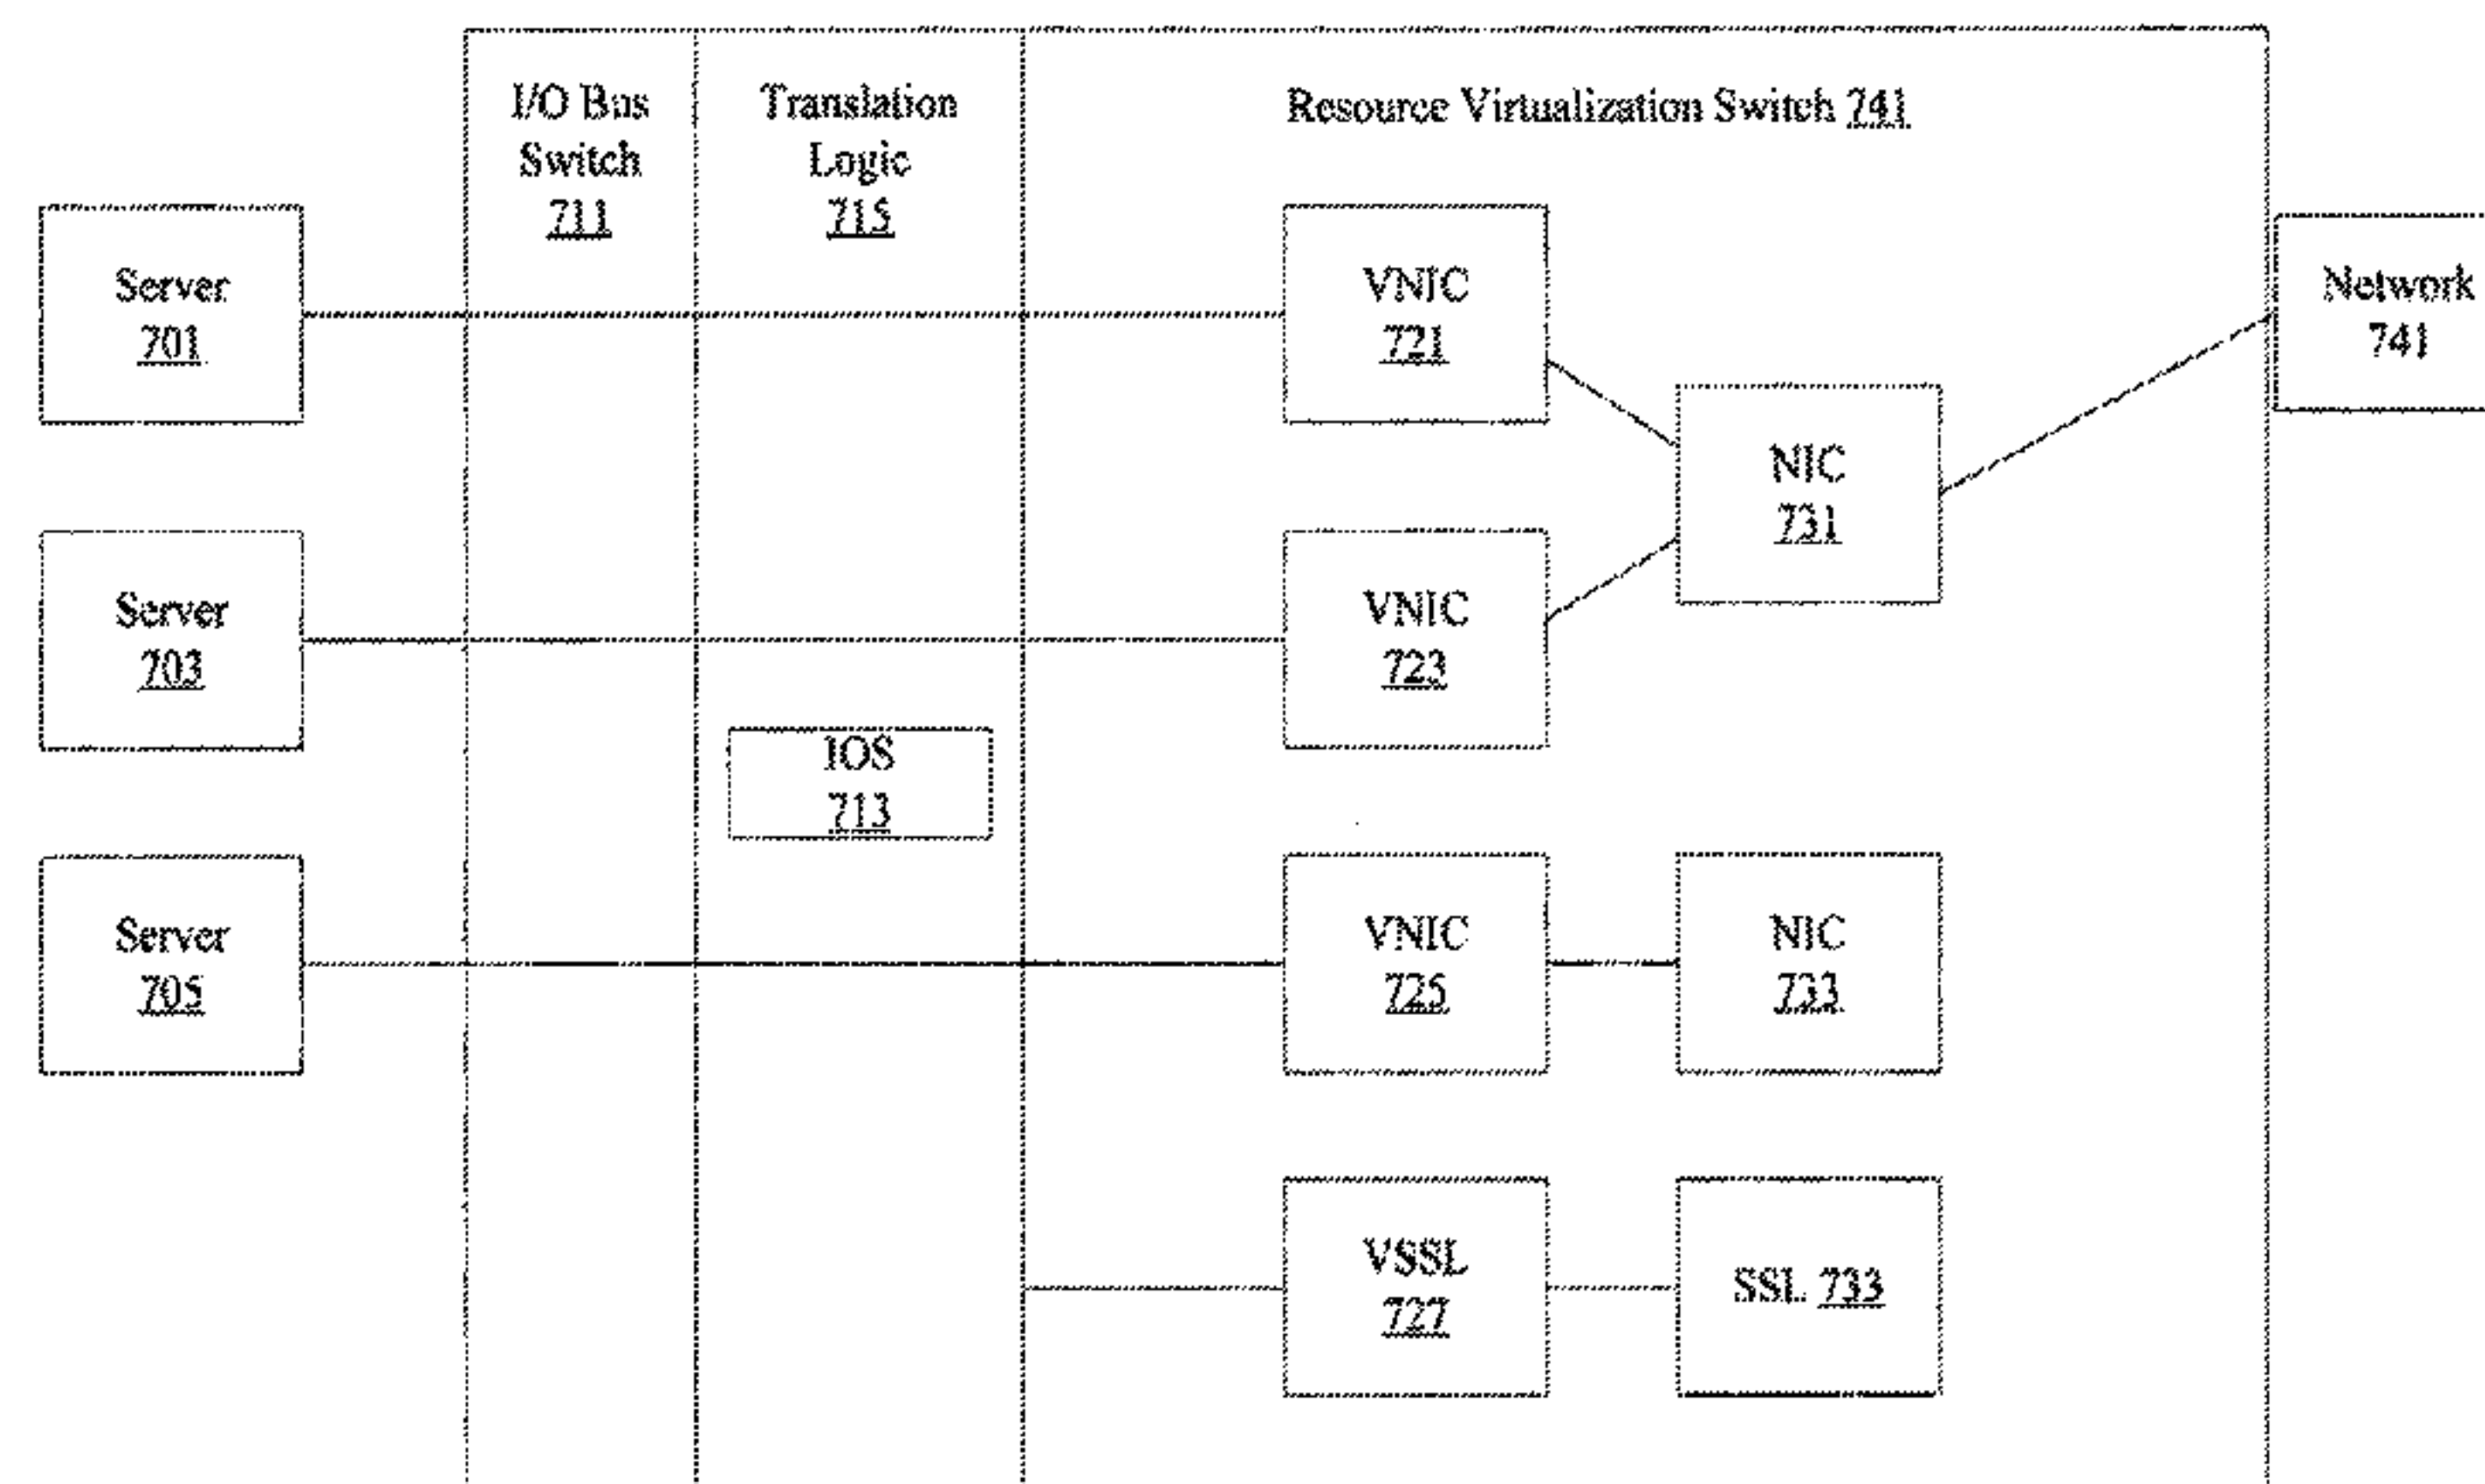 I/O Bus
Switch
711
Translation
Logic
715
Resource Virtualization Switch 741
Server
701
VNIC
721
Network
741
NIC
731
Server
703
VNIC
723
IOS
713
Server
705
VNIC
725
NIC
733
VSSL
727
SSL 733